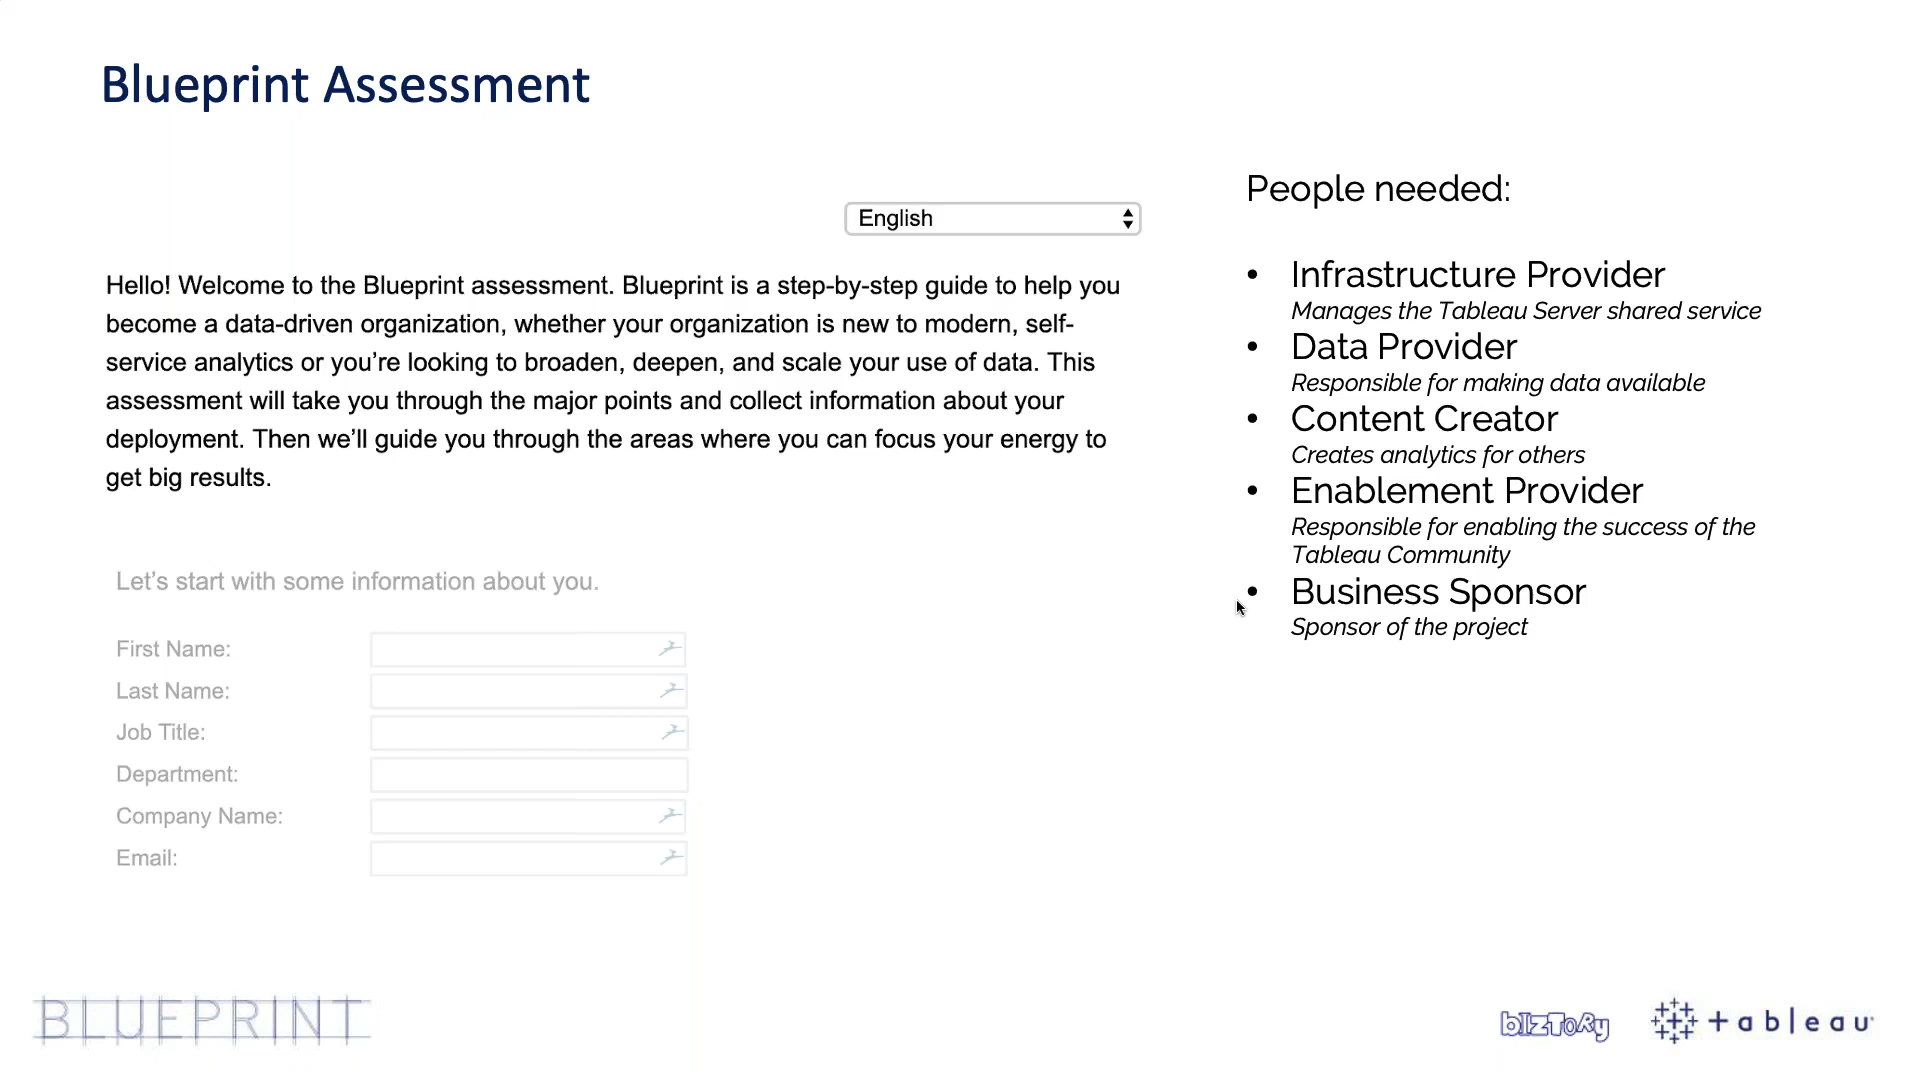 Blueprint Assessment
English
Hello! Welcome to the Blueprint assessment. Blueprint is a step-by-step guide to help you
become a data-driven organization, whether your organization is new to modern, self-
service analytics or you’re looking to broaden, deepen, and scale your use of data. This
assessment will take you through the major points and collect information about your
deployment. Then we’ll guide you through the areas where you can focus your energy to
get big results.
Let’s start with some information about you.
First Name:
Last Name:
Job Title:
Department:
Company Name:
Email:
People needed:
• Infrastructure Provider
Manages the Tableau Server shared service
• Data Provider
Responsible for making data available
• Content Creator
Creates analytics for others
• Enablement Provider
Responsible for enabling the success of the
Tableau Community
• Business Sponsor
Sponsor of the project
BLUEPRINT
bIzToRy
tableau